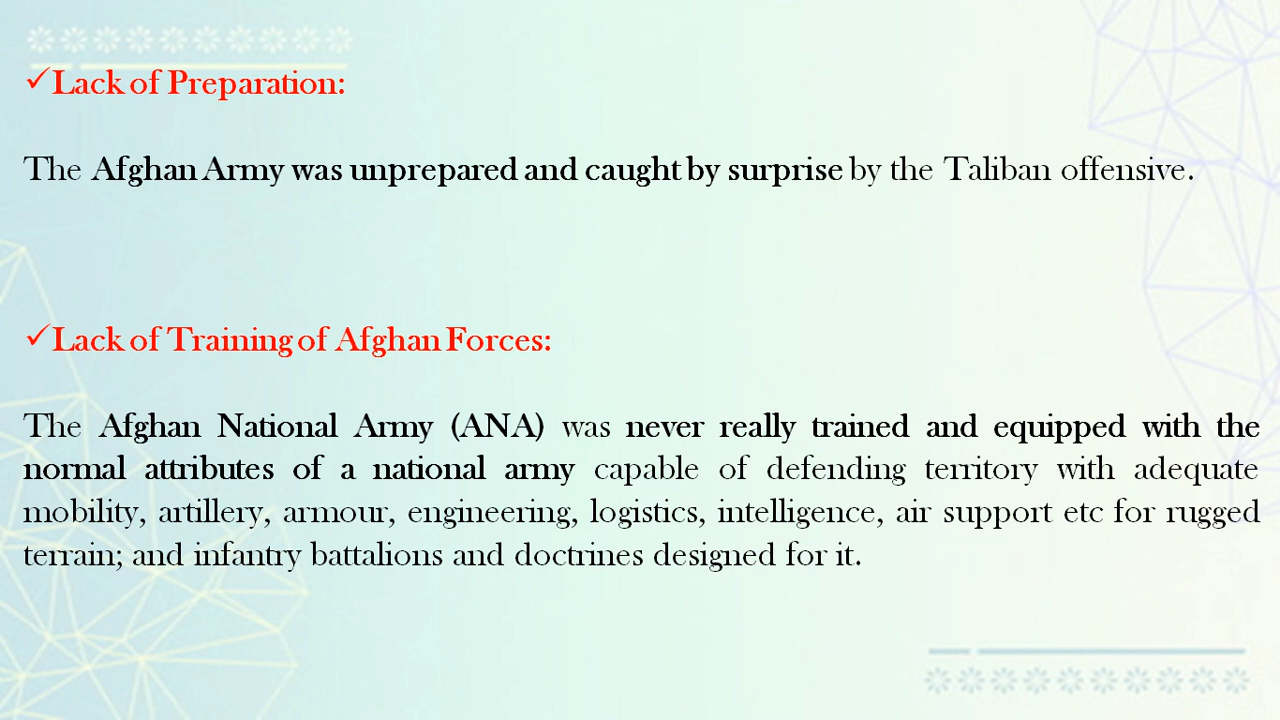 ✓Lack of Preparation:
The Afghan Army was unprepared and caught by surprise by the Taliban offensive.
✓Lack of Training of Afghan Forces:
The Afghan National Army (ANA) was never really trained and equipped with the
normal attributes of a national army capable of defending territory with adequate
mobility, artillery, armour, engineering, logistics, intelligence, air support etc for rugged
terrain; and infantry battalions and doctrines designed for it.